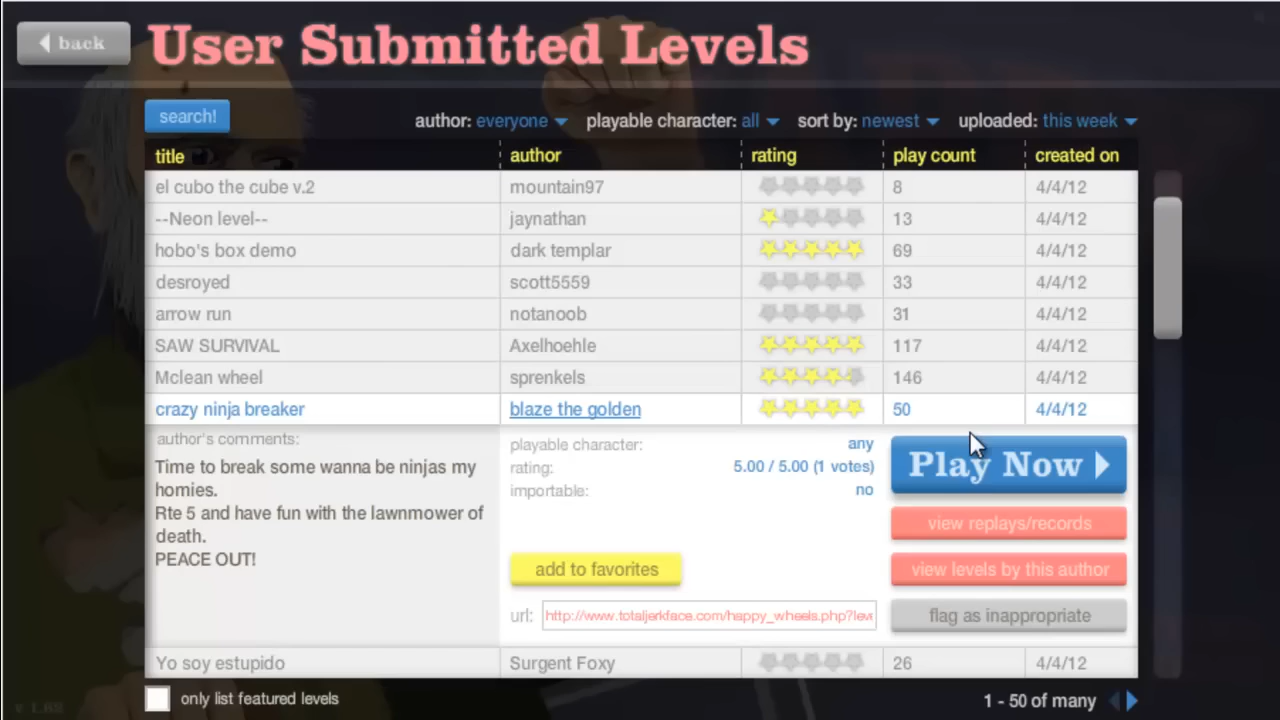 back
User Submitted Levels
search!
author: everyone playable character: all sort by: newest uploaded: this week
title author rating play count created on
el cubo the cube v.2 mountain97 8 4/4/12
--Neon level-- jaynathan 13 4/4/12
hobo's box demo dark templar 69 4/4/12
desroyed scott5559 33 4/4/12
arrow run notanoob 31 4/4/12
SAW SURVIVAL Axelhoehle 117 4/4/12
Mclean wheel sprenkels 146 4/4/12
crazy ninja breaker blaze the golden 50 4/4/12
author's comments:
Time to break some wanna be ninjas my
homies.
Rte 5 and have fun with the lawnmower of
death.
PEACE OUT!
playable character: any
rating: 5.00 / 5.00 (1 votes)
importable: no
add to favorites
url: http://www.totaljerkface.com/happy_wheels.php?leve
Play Now
view replays/records
view levels by this author
flag as inappropriate
Yo soy estupido Surgent Foxy 26 4/4/12
only list featured levels
1 - 50 of many